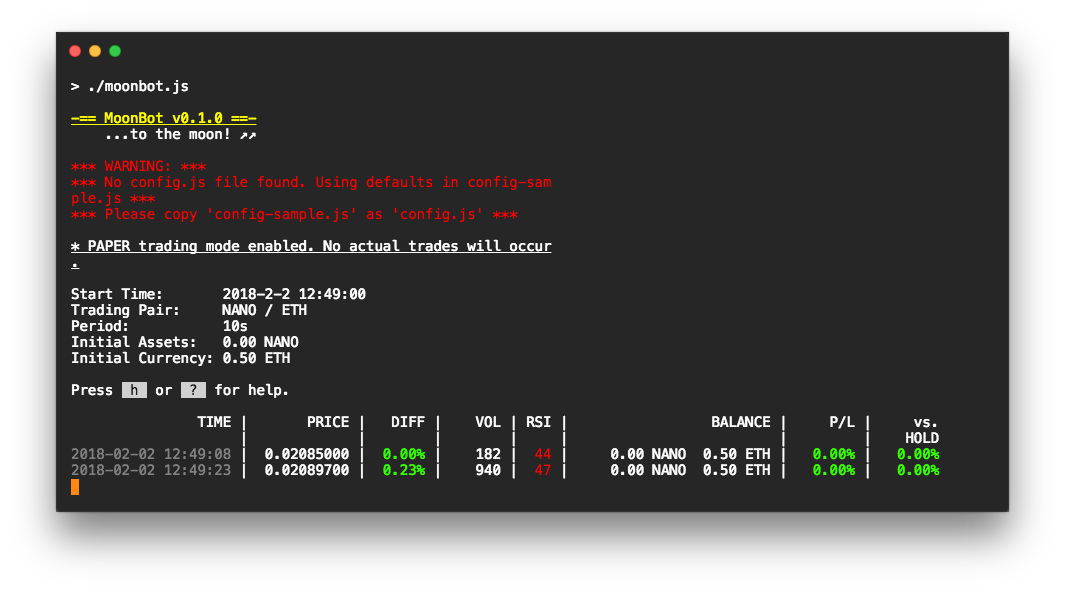 > ./moonbot.js
-== MoonBot v0.1.0 ==-
...to the moon! ↗↗
*** WARNING: ***
*** No config.js file found. Using defaults in config-sam
ple.js ***
*** Please copy 'config-sample.js' as 'config.js' ***
* PAPER trading mode enabled. No actual trades will occur
.
Start Time: 2018-2-2 12:49:00
Trading Pair: NANO / ETH
Period: 10s
Initial Assets: 0.00 NANO
Initial Currency: 0.50 ETH
Press h or ? for help.
TIME | PRICE | DIFF | VOL | RSI | BALANCE | P/L | vs.
| | | | | | | HOLD
2018-02-02 12:49:08 | 0.02085000 | 0.00% | 182 | 44 | 0.00 NANO 0.50 ETH | 0.00% | 0.00%
2018-02-02 12:49:23 | 0.02089700 | 0.23% | 940 | 47 | 0.00 NANO 0.50 ETH | 0.00% | 0.00%